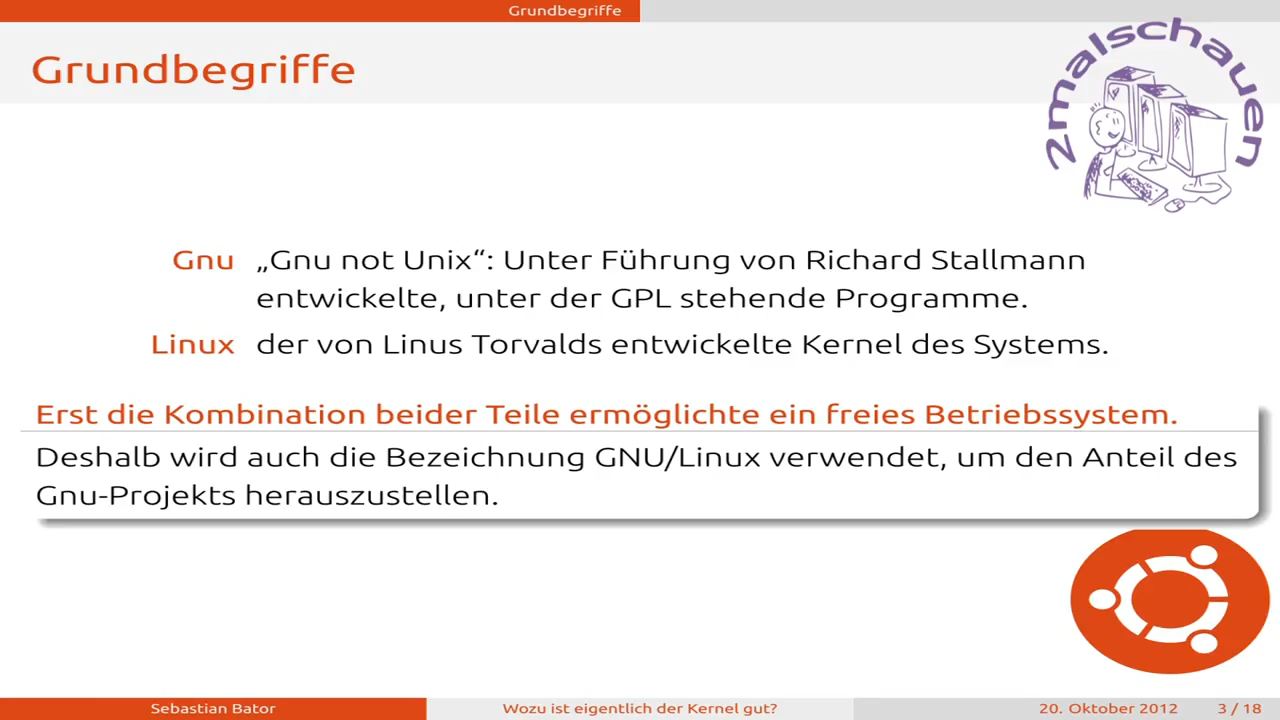 Grundbegriffe
Grundbegriffe
2malschauen
Gnu „Gnu not Unix“: Unter Führung von Richard Stallmann
entwickelte, unter der GPL stehende Programme.
Linux der von Linus Torvalds entwickelte Kernel des Systems.
Erst die Kombination beider Teile ermöglichte ein freies Betriebssystem.
Deshalb wird auch die Bezeichnung GNU/Linux verwendet, um den Anteil des
Gnu-Projekts herauszustellen.
Sebastian Bator Wozu ist eigentlich der Kernel gut? 20. Oktober 2012 3 / 18